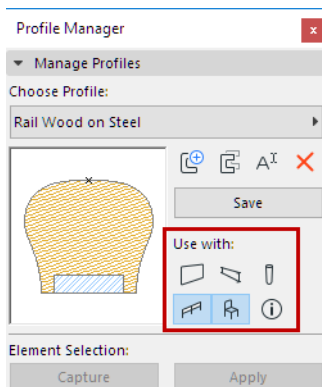 Profile Manager
Manage Profiles
Choose Profile:
Rail Wood on Steel
Save
Use with:
Element Selection:
Capture
Apply